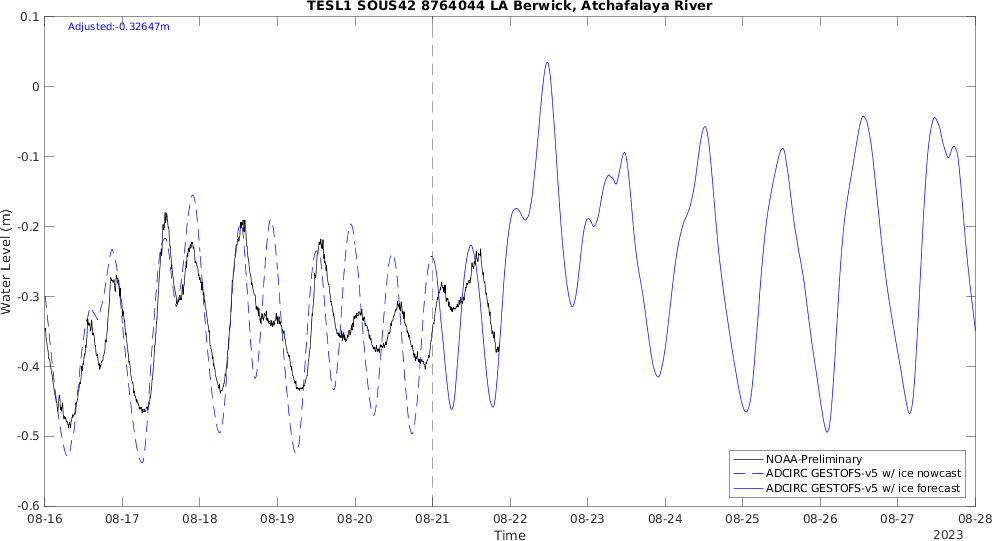 TESL1 SOUS42 8764044 LA Berwick, Atchafalaya River
Adjusted:-0.32647m
0.1
0
-0.1
-0.2
-0.3
-0.4
-0.5
-0.6
Water Level (m)
NOAA-Preliminary
ADCIRC GESTOFS-v5 w/ ice nowcast
ADCIRC GESTOFS-v5 w/ ice forecast
08-16 08-17 08-18 08-19 08-20 08-21 08-22 08-23 08-24 08-25 08-26 08-27 08-28
Time
2023